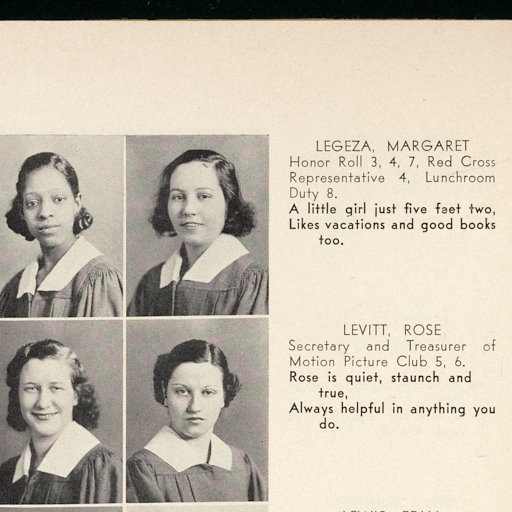 LEGEZA, MARGARET
Honor Roll 3, 4, 7, Red Cross
Representative 4, Lunchroom
Duty 8.
A little girl just five feet two,
Likes vacations and good books
too.
LEVITT, ROSE
Secretary and Treasurer of
Motion Picture Club 5, 6.
Rose is quiet, staunch and
true,
Always helpful in anything you
do.